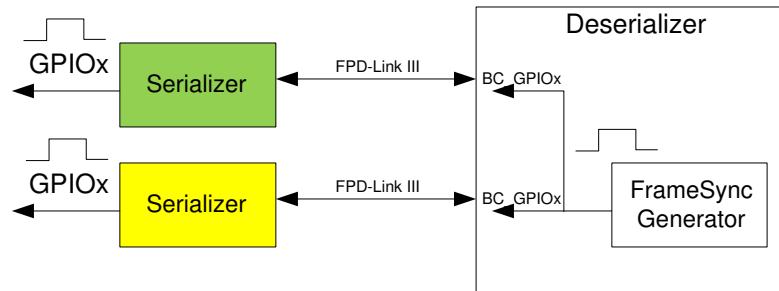 Deserializer
GPIOx
Serializer
FPD-Link III
BC_GPIOx
GPIOx
Serializer
FPD-Link III
BC_GPIOx
FrameSync
Generator